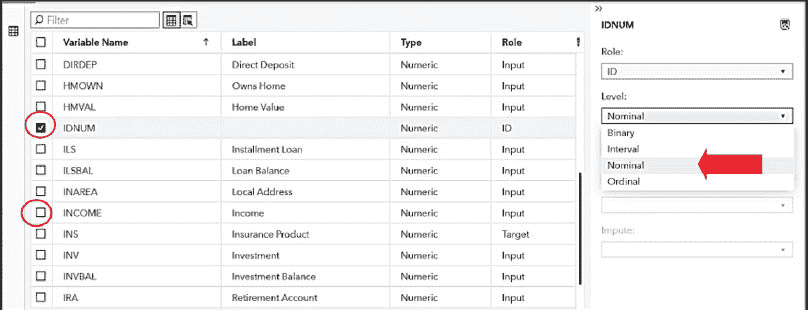 Filter
Variable Name Label Type Role
DIRDEP Direct Deposit Numeric Input
HMOWN Owns Home Numeric Input
HMVAL Home Value Numeric Input
IDNUM Numeric ID
ILS Installment Loan Numeric Input
ILSBAL Loan Balance Numeric Input
INAREA Local Address Numeric Input
INCOME Income Numeric Input
INS Insurance Product Numeric Target
INV Investment Numeric Input
INVBAL Investment Balance Numeric Input
IRA Retirement Account Numeric Input
IDNUM
Role:
ID
Level:
Nominal
Binary
Interval
Nominal
Ordinal
Impute: